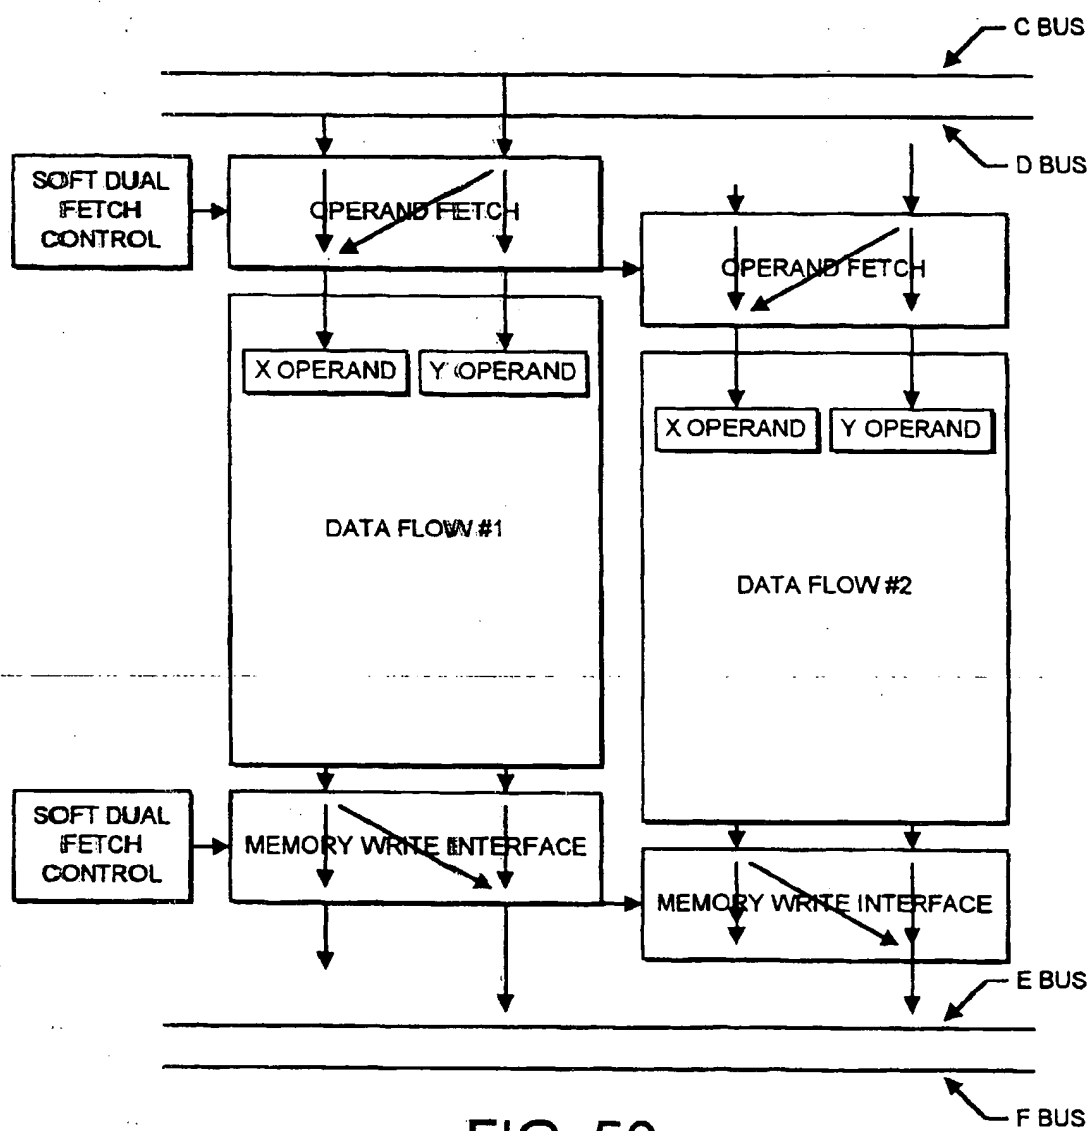 C BUS
D BUS
SOFT DUAL
FETCH
CONTROL
OPERAND FETCH
OPERAND FETCH
X OPERAND
Y OPERAND
X OPERAND
Y OPERAND
DATA FLOW #1
DATA FLOW #2
SOFT DUAL
FETCH
CONTROL
MEMORY WRITE INTERFACE
MEMORY WRITE INTERFACE
E BUS
F BUS